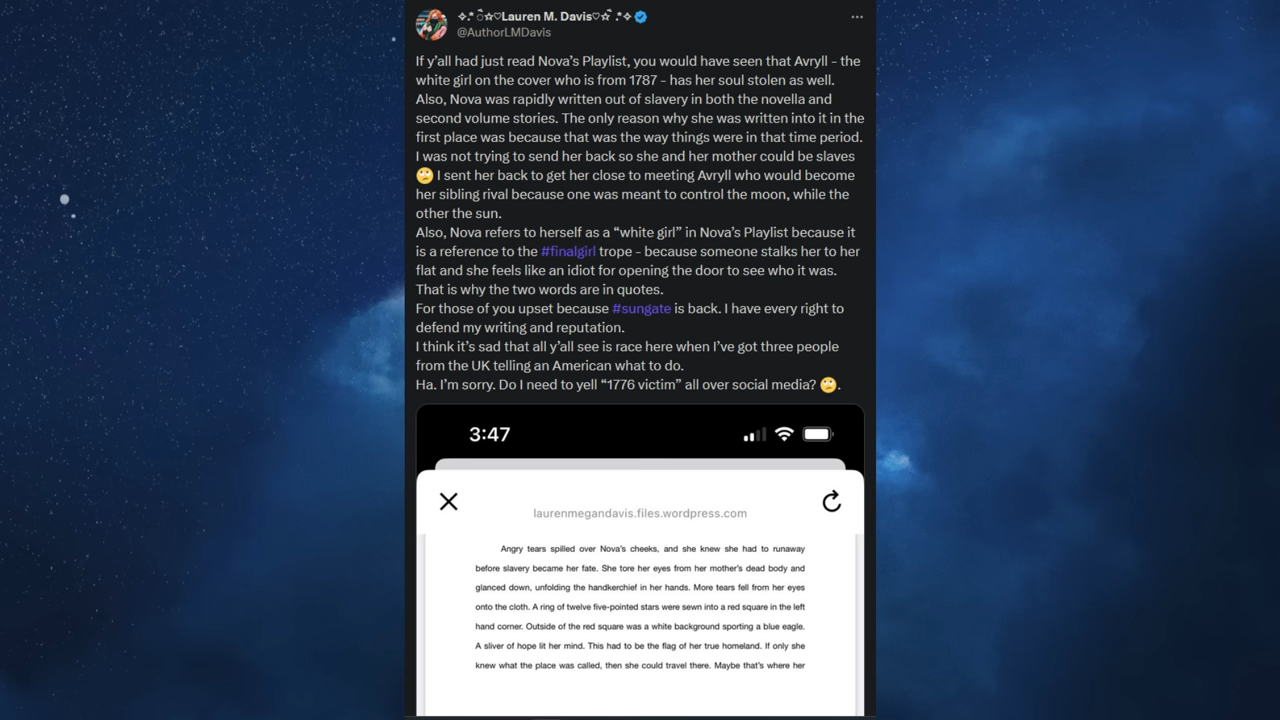 ✧.* ☆♡Lauren M. Davis♡☆ .*✧
@AuthorLMDavis
If y’all had just read Nova’s Playlist, you would have seen that Avryll - the
white girl on the cover who is from 1787 - has her soul stolen as well.
Also, Nova was rapidly written out of slavery in both the novella and
second volume stories. The only reason why she was written into it in the
first place was because that was the way things were in that time period.
I was not trying to send her back so she and her mother could be slaves
🙄 I sent her back to get her close to meeting Avryll who would become
her sibling rival because one was meant to control the moon, while the
other the sun.
Also, Nova refers to herself as a “white girl” in Nova’s Playlist because it
is a reference to the #finalgirl trope - because someone stalks her to her
flat and she feels like an idiot for opening the door to see who it was.
That is why the two words are in quotes.
For those of you upset because #sungate is back. I have every right to
defend my writing and reputation.
I think it’s sad that all y’all see is race here when I’ve got three people
from the UK telling an American what to do.
Ha. I’m sorry. Do I need to yell “1776 victim” all over social media? 🙄.
3:47
laurenmegandavis.files.wordpress.com
Angry tears spilled over Nova’s cheeks, and she knew she had to runaway
before slavery became her fate. She tore her eyes from her mother’s dead body and
glanced down, unfolding the handkerchief in her hands. More tears fell from her eyes
onto the cloth. A ring of twelve five-pointed stars were sewn into a red square in the left
hand corner. Outside of the red square was a white background sporting a blue eagle.
A sliver of hope lit her mind. This had to be the flag of her true homeland. If only she
knew what the place was called, then she could travel there. Maybe that’s where her